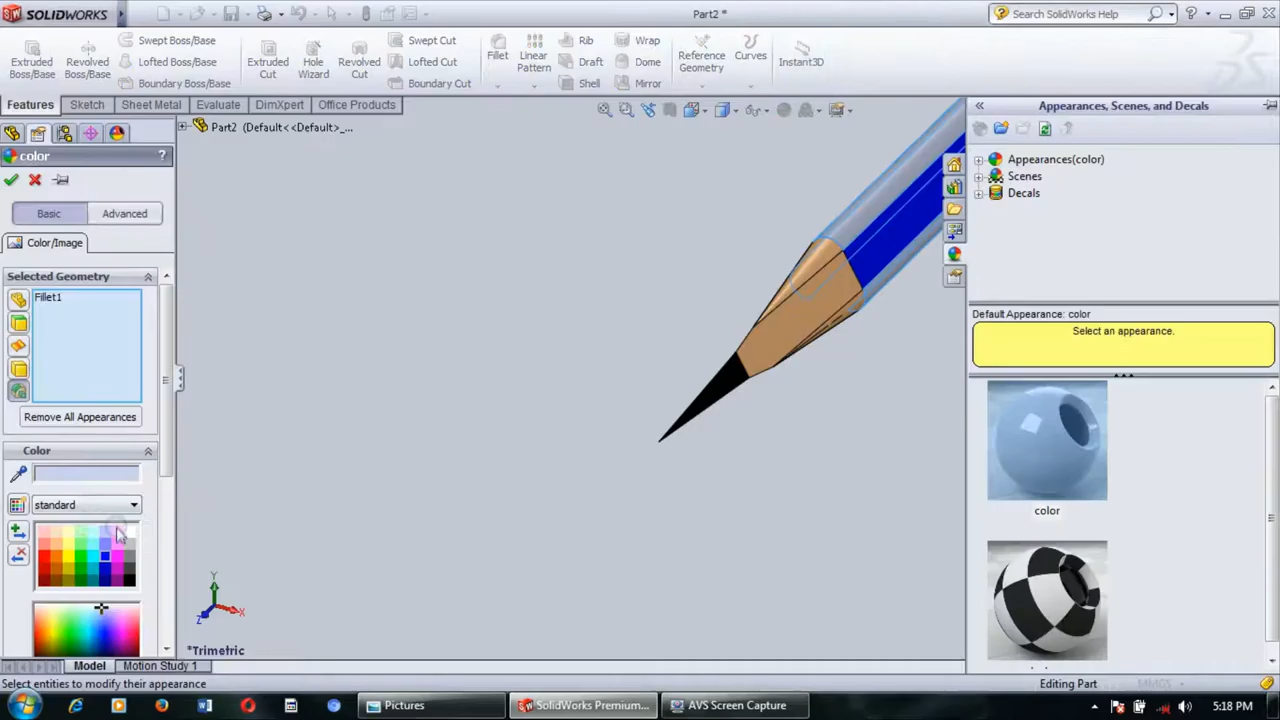 SOLIDWORKS
Part2 *
Search SolidWorks Help
Extruded Boss/Base
Revolved Boss/Base
Swept Boss/Base
Lofted Boss/Base
Boundary Boss/Base
Extruded Cut
Hole Wizard
Revolved Cut
Swept Cut
Lofted Cut
Boundary Cut
Fillet
Linear Pattern
Rib
Draft
Shell
Wrap
Dome
Mirror
Reference Geometry
Curves
Instant3D
Features
Sketch
Sheet Metal
Evaluate
DimXpert
Office Products
Part2 (Default<<Default>_...
Appearances, Scenes, and Decals
color
?
Basic
Advanced
Color/Image
Appearances(color)
Scenes
Decals
Selected Geometry
Fillet1
Default Appearance: color
Select an appearance.
Remove All Appearances
Color
standard
color
Y
X
Z
*Trimetric
Model
Motion Study 1
Select entities to modify their appearance
Editing Part
MMGS
Pictures
SolidWorks Premium...
AVS Screen Capture
5:18 PM